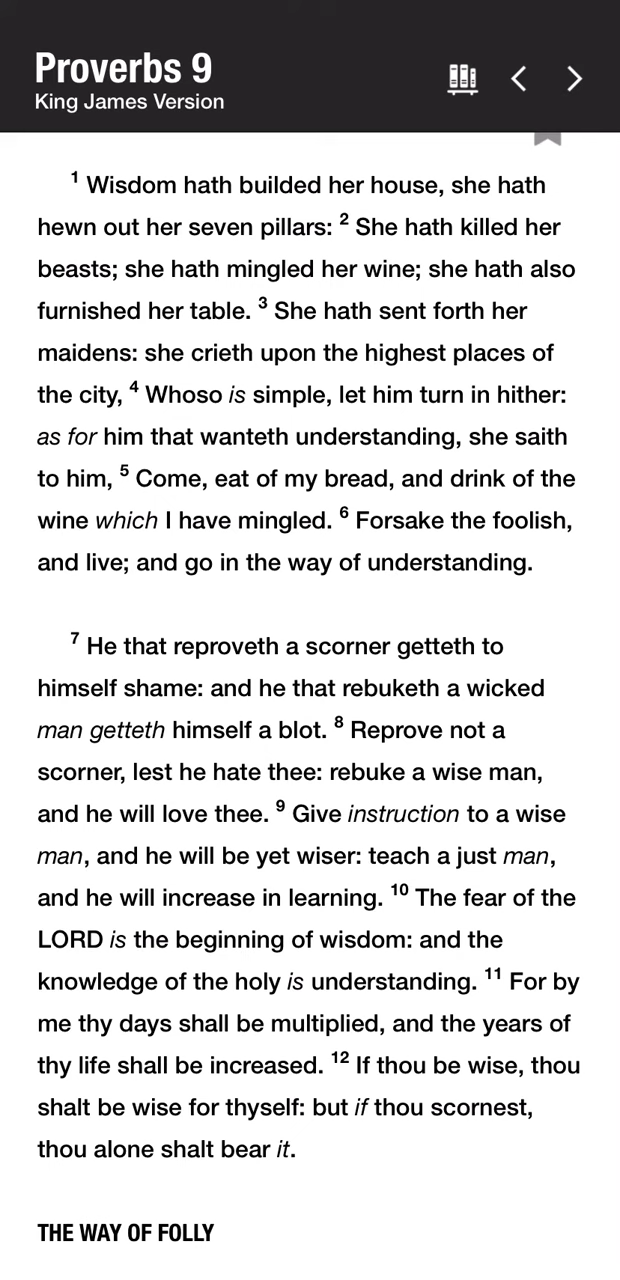 Proverbs 9
King James Version
1 Wisdom hath builded her house, she hath
hewn out her seven pillars: 2 She hath killed her
beasts; she hath mingled her wine; she hath also
furnished her table. 3 She hath sent forth her
maidens: she crieth upon the highest places of
the city, 4 Whoso is simple, let him turn in hither:
as for him that wanteth understanding, she saith
to him, 5 Come, eat of my bread, and drink of the
wine which I have mingled. 6 Forsake the foolish,
and live; and go in the way of understanding.
7 He that reproveth a scorner getteth to
himself shame: and he that rebuketh a wicked
man getteth himself a blot. 8 Reprove not a
scorner, lest he hate thee: rebuke a wise man,
and he will love thee. 9 Give instruction to a wise
man, and he will be yet wiser: teach a just man,
and he will increase in learning. 10 The fear of the
LORD is the beginning of wisdom: and the
knowledge of the holy is understanding. 11 For by
me thy days shall be multiplied, and the years of
thy life shall be increased. 12 If thou be wise, thou
shalt be wise for thyself: but if thou scornest,
thou alone shalt bear it.
THE WAY OF FOLLY